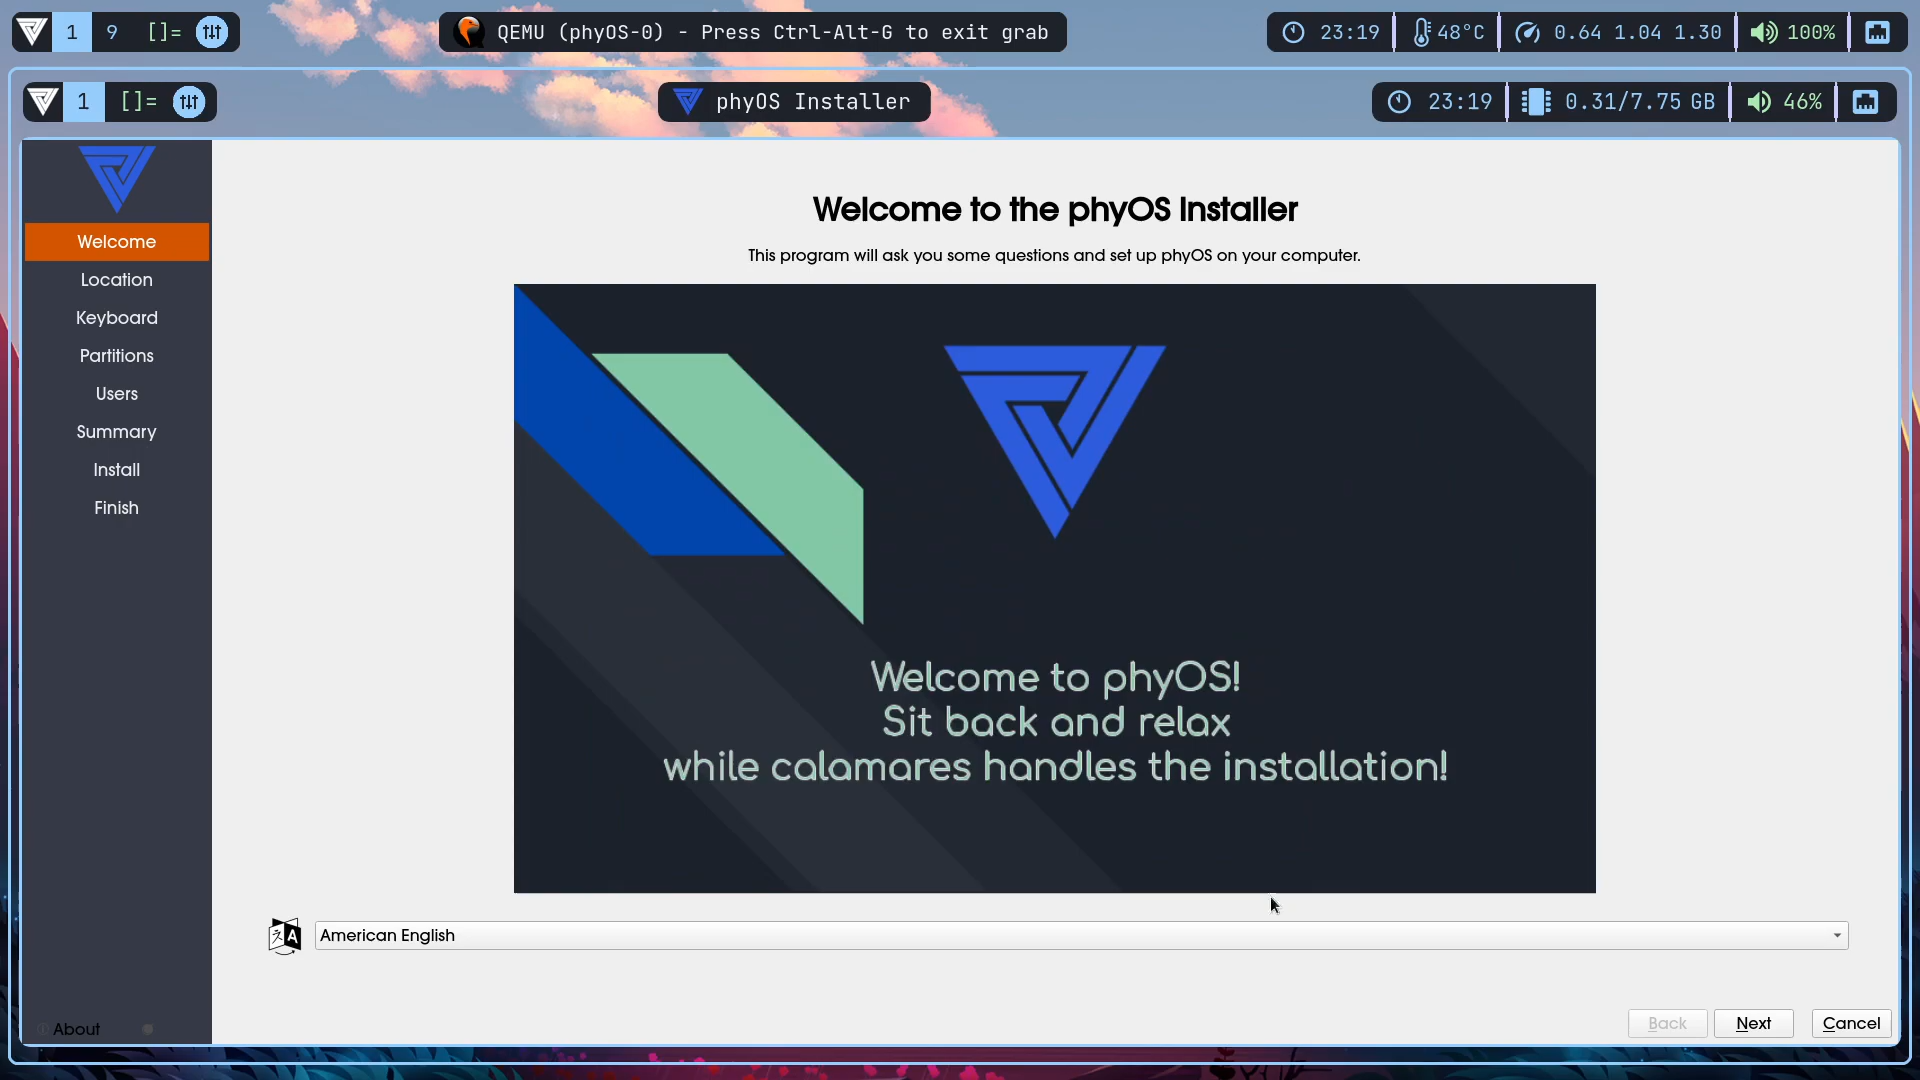 1 9 []=
QEMU (phyOS-0) - Press Ctrl-Alt-G to exit grab
23:19 48°C 0.64 1.04 1.30 100%
1 []=
phyOS Installer
23:19 0.31/7.75 GB 46%
Welcome
Location
Keyboard
Partitions
Users
Summary
Install
Finish
About
Welcome to the phyOS Installer
This program will ask you some questions and set up phyOS on your computer.
Welcome to phyOS!
Sit back and relax
while calamares handles the installation!
American English
Back Next Cancel